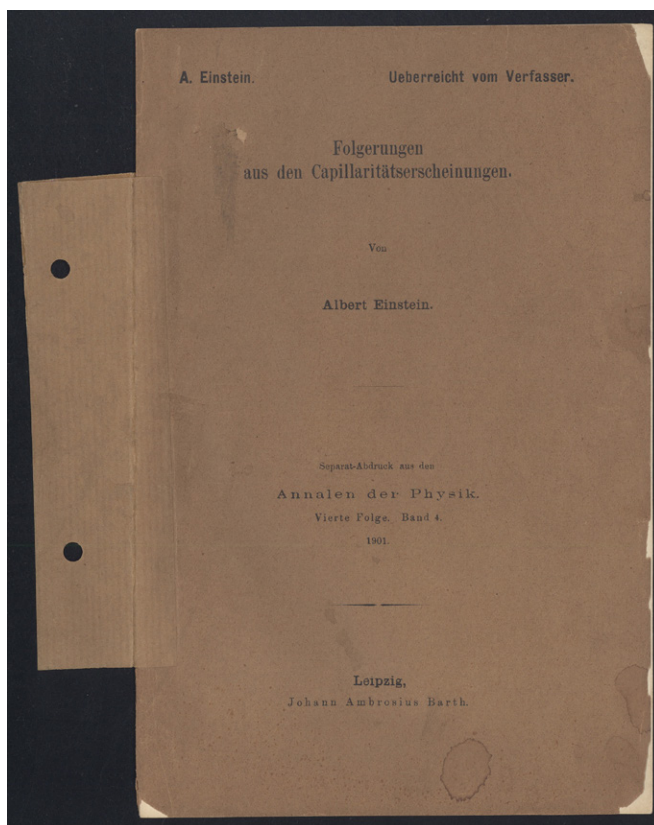 A. Einstein. Ueberreicht vom Verfasser.
Folgerungen
aus den Capillaritätserscheinungen.
Von
Albert Einstein.
Separat-Abdruck aus den
Annalen der Physik.
Vierte Folge. Band 4.
1901.
Leipzig,
Johann Ambrosius Barth.